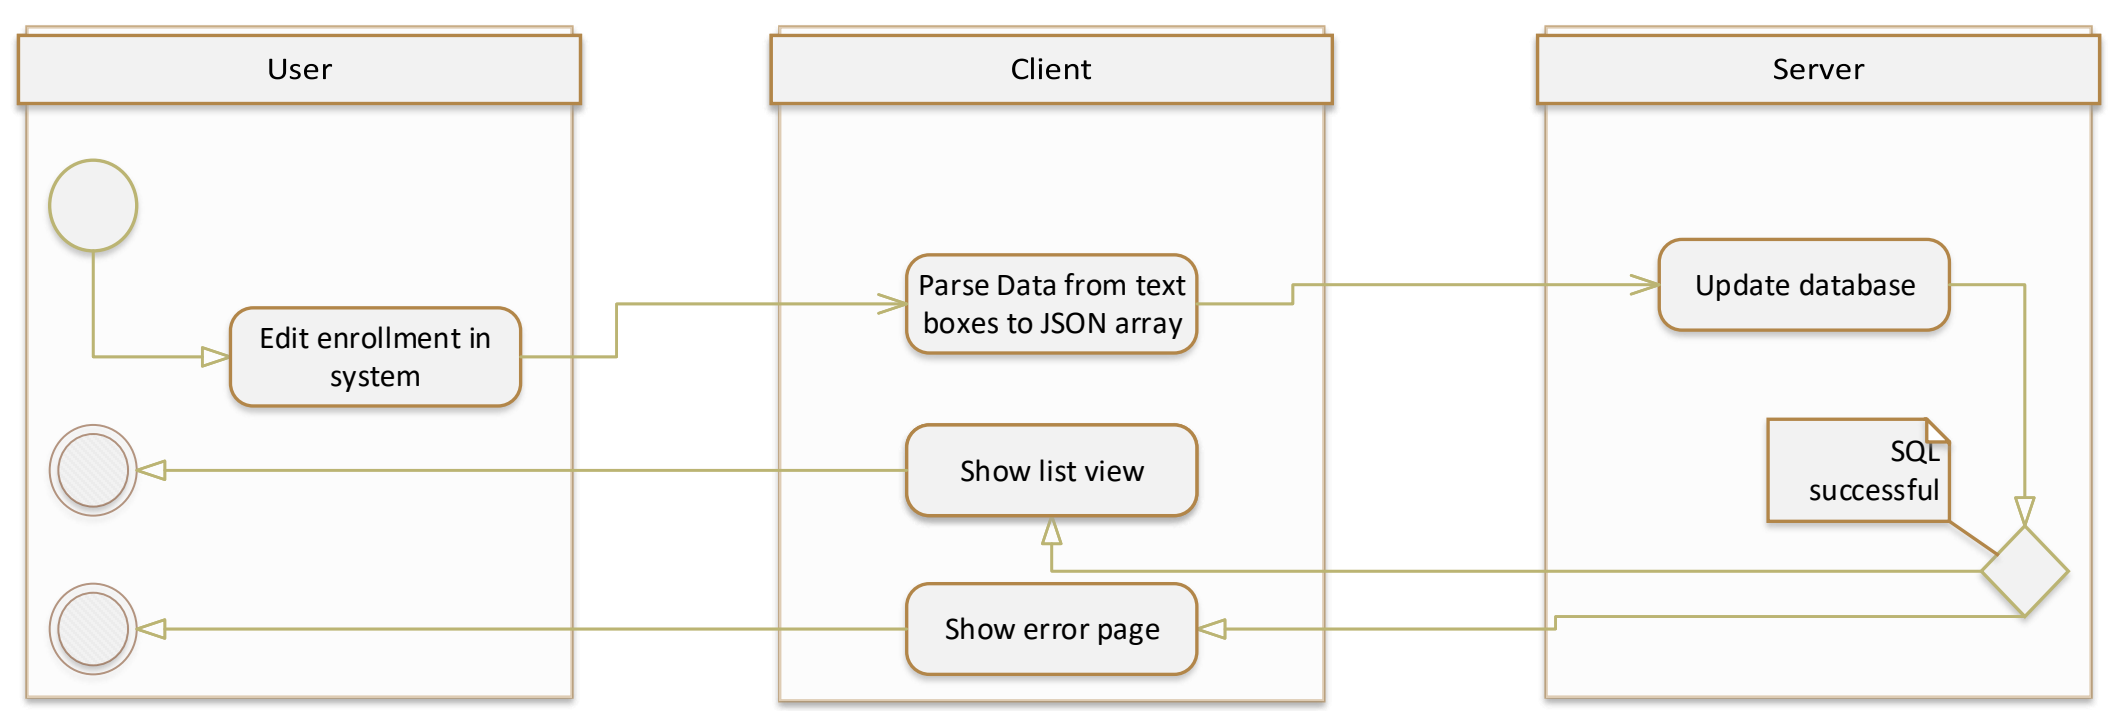 User
Client
Server
Edit enrollment in
system
Parse Data from text
boxes to JSON array
Update database
Show list view
SQL
successful
Show error page